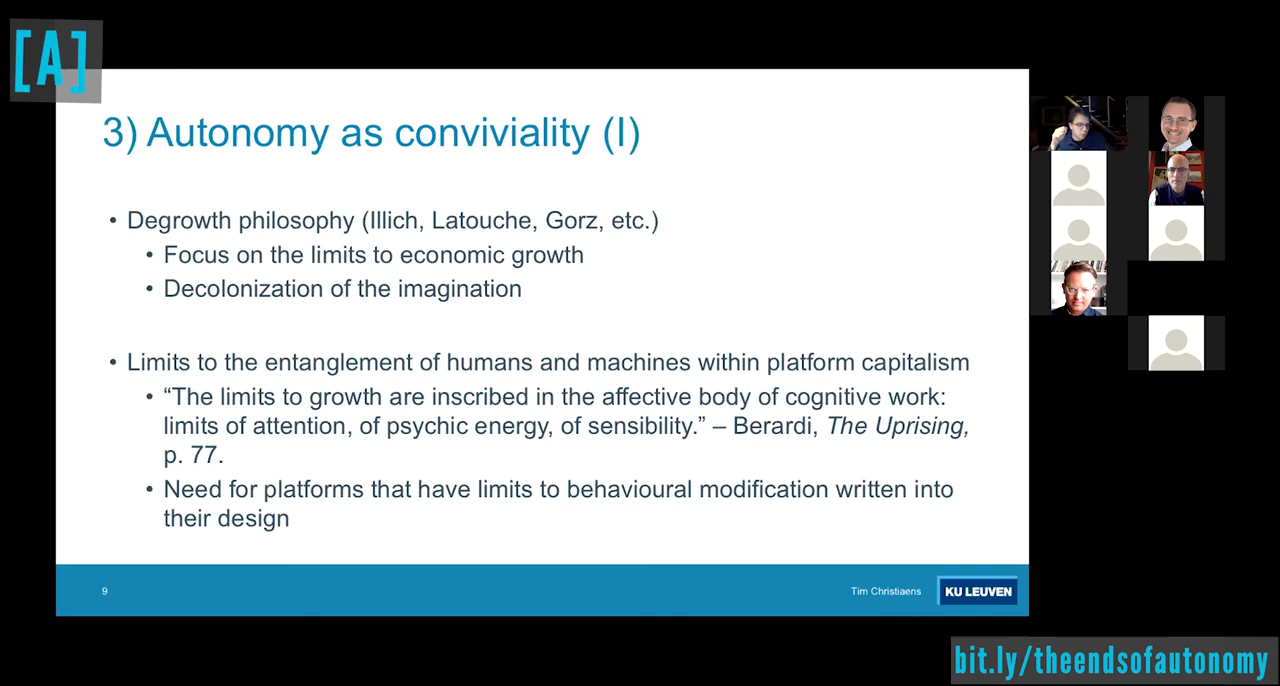 [A]
3) Autonomy as conviviality (I)
• Degrowth philosophy (Illich, Latouche, Gorz, etc.)
• Focus on the limits to economic growth
• Decolonization of the imagination
• Limits to the entanglement of humans and machines within platform capitalism
• “The limits to growth are inscribed in the affective body of cognitive work:
limits of attention, of psychic energy, of sensibility.” – Berardi, The Uprising,
p. 77.
• Need for platforms that have limits to behavioural modification written into
their design
9
Tim Christiaens
KU LEUVEN
bit.ly/theendsofautonomy